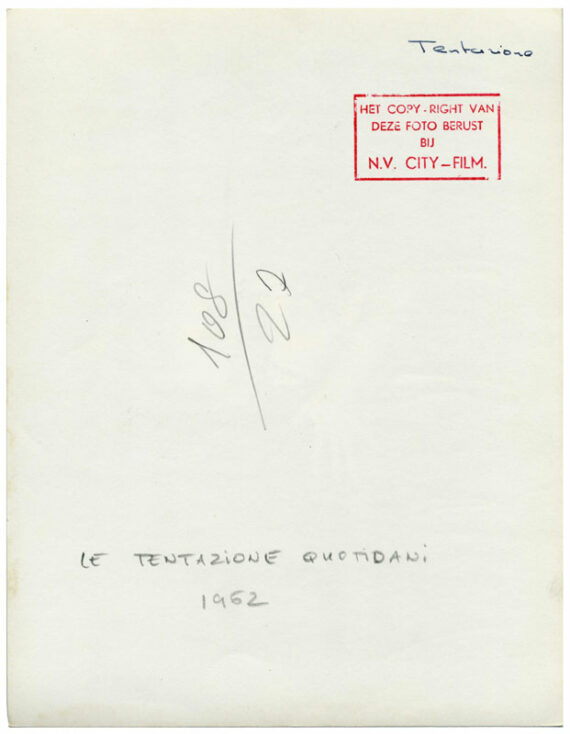 Tentazione
HET COPY-RIGHT VAN
DEZE FOTO BERUST
BIJ
N.V. CITY-FILM.
108/22
LE TENTAZIONE QUOTIDANI
1962